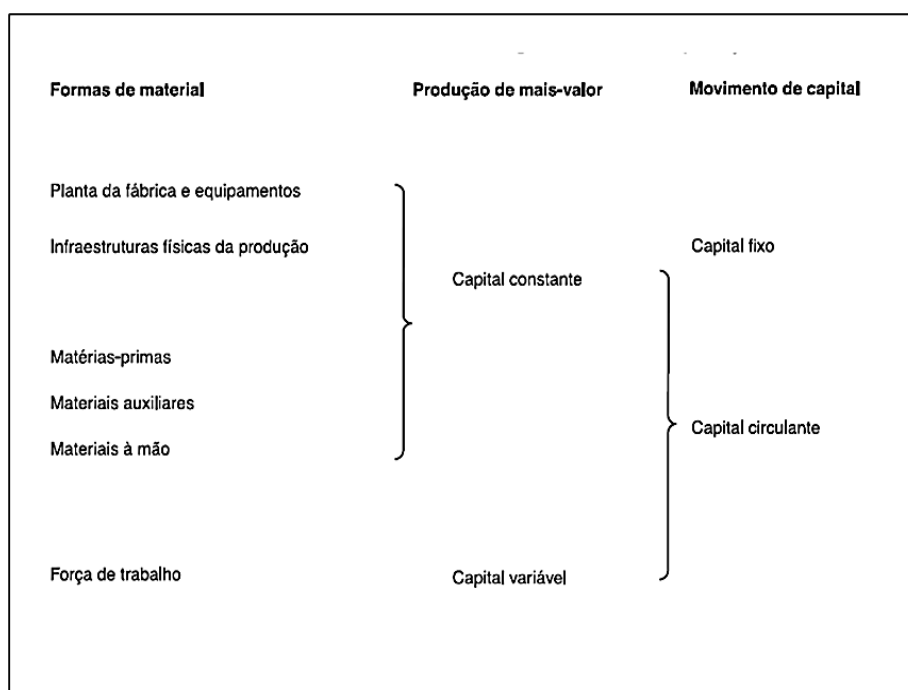 Formas de material Produção de mais-valor Movimento de capital
Planta da fábrica e equipamentos
Infraestruturas físicas da produção Capital fixo
Capital constante
Matérias-primas
Materiais auxiliares
Capital circulante
Materiais à mão
Força de trabalho Capital variável